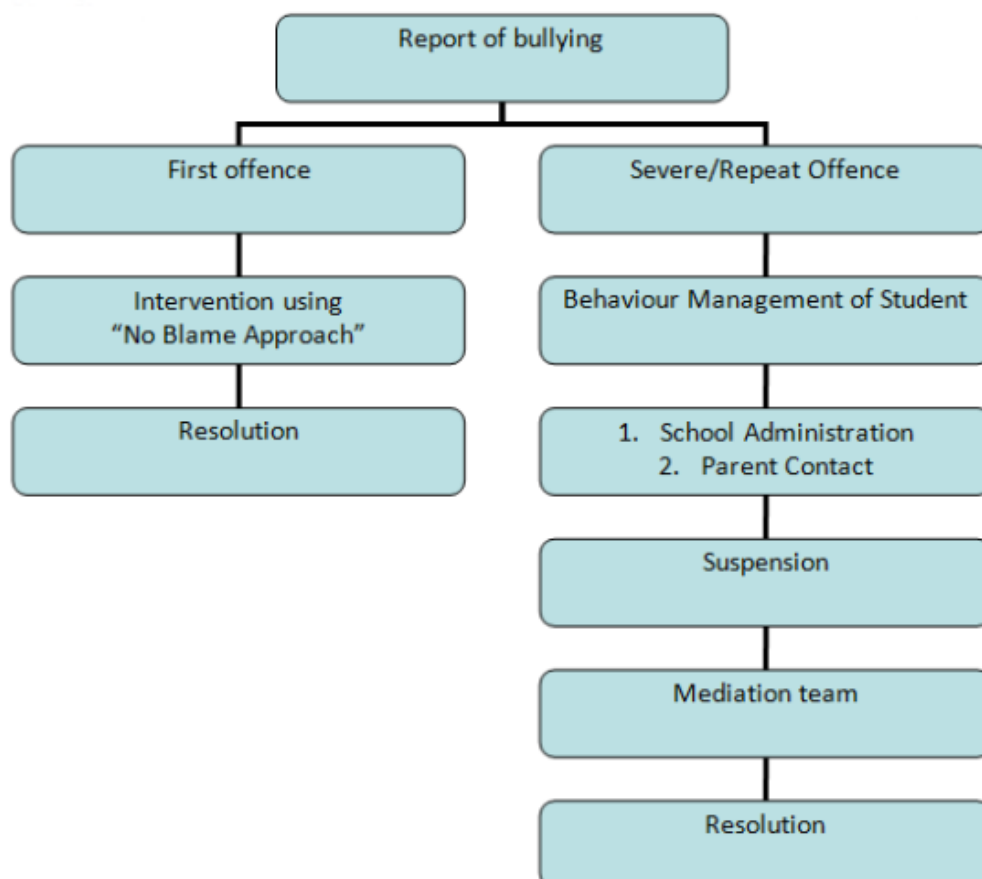 Report of bullying
First offence
Severe/Repeat Offence
Intervention using
“No Blame Approach”
Behaviour Management of Student
Resolution
1. School Administration
2. Parent Contact
Suspension
Mediation team
Resolution